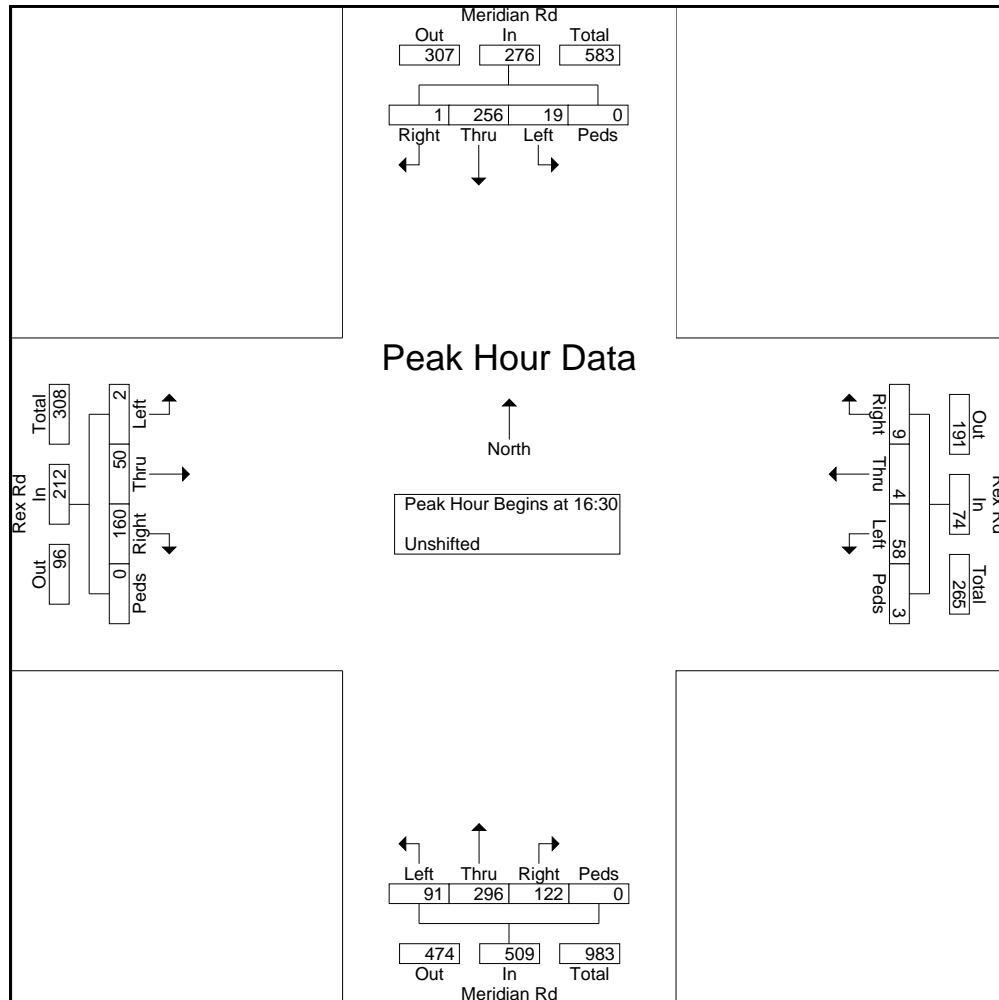 Meridian Rd
Out In Total
307 276 583
1 256 19 0
Right Thru Left Peds
Peak Hour Data
North
Peak Hour Begins at 16:30
Unshifted
Rex Rd
Total In Out
308 212 96
2 50 160 0
Left Thru Right Peds
Rex Rd
Out In Total
191 74 265
9 4 58 3
Right Thru Left Peds
Left Thru Right Peds
91 296 122 0
474 509 983
Out In Total
Meridian Rd